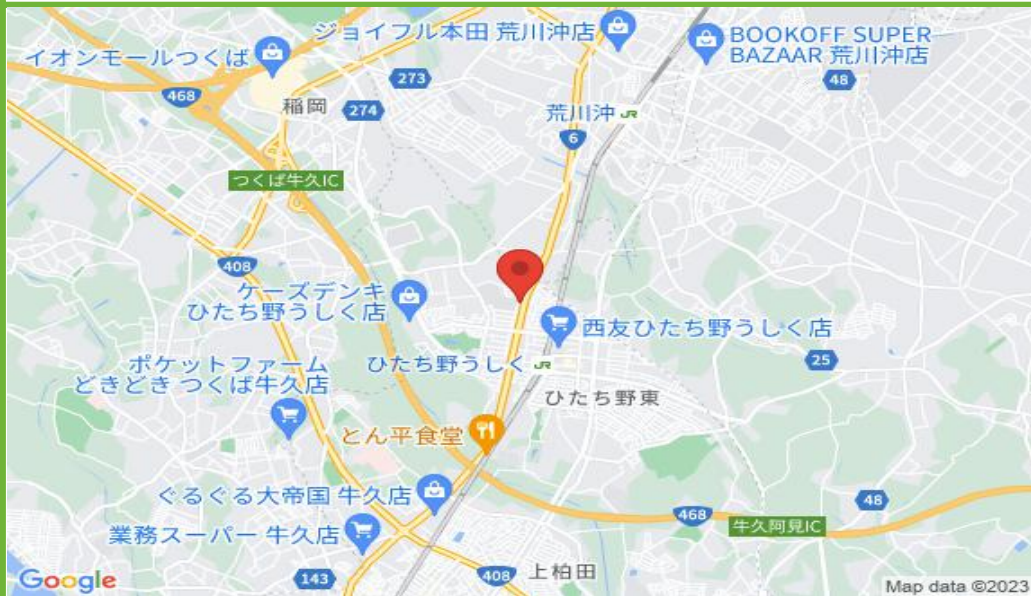 ジョイフル本田 荒川沖店
BOOKOFF SUPER
BAZAAR 荒川沖店
イオンモールつくば
273
48
468
稲岡
274
荒川沖 JR
6
つくば牛久IC
408
ケーズデンキ
ひたち野うしく店
西友ひたち野うしく店
ポケットファーム
どきどき つくば牛久店
ひたち野うしく JR
25
ひたち野東
とん平食堂
ぐるぐる大帝国 牛久店
48
468
牛久阿見IC
業務スーパー 牛久店
143
408
上柏田
Google
Map data ©2023